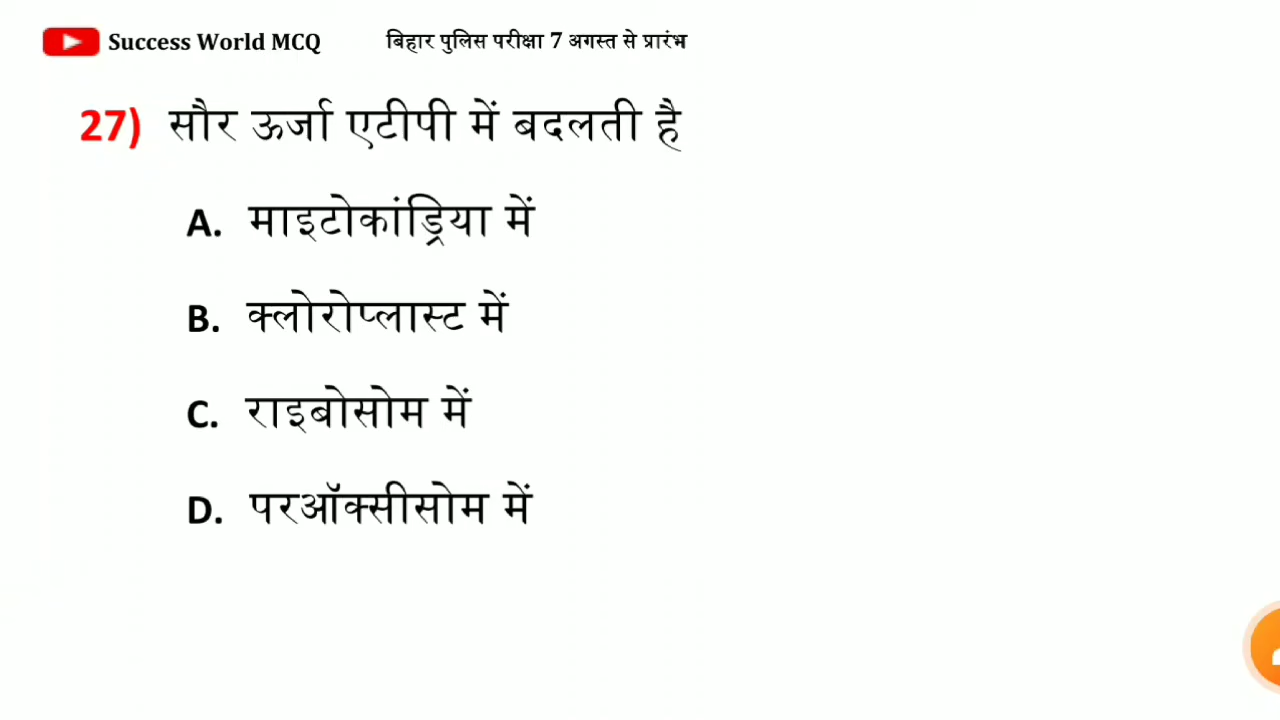 Success World MCQ बिहार पुलिस परीक्षा 7 अगस्त से प्रारंभ
27) सौर ऊर्जा एटीपी में बदलती है
A. माइटोकांड्रिया में
B. क्लोरोप्लास्ट में
C. राइबोसोम में
D. परऑक्सीसोम में